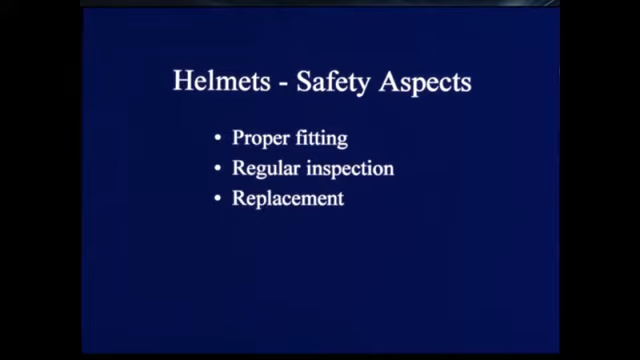 Helmets - Safety Aspects
• Proper fitting
• Regular inspection
• Replacement